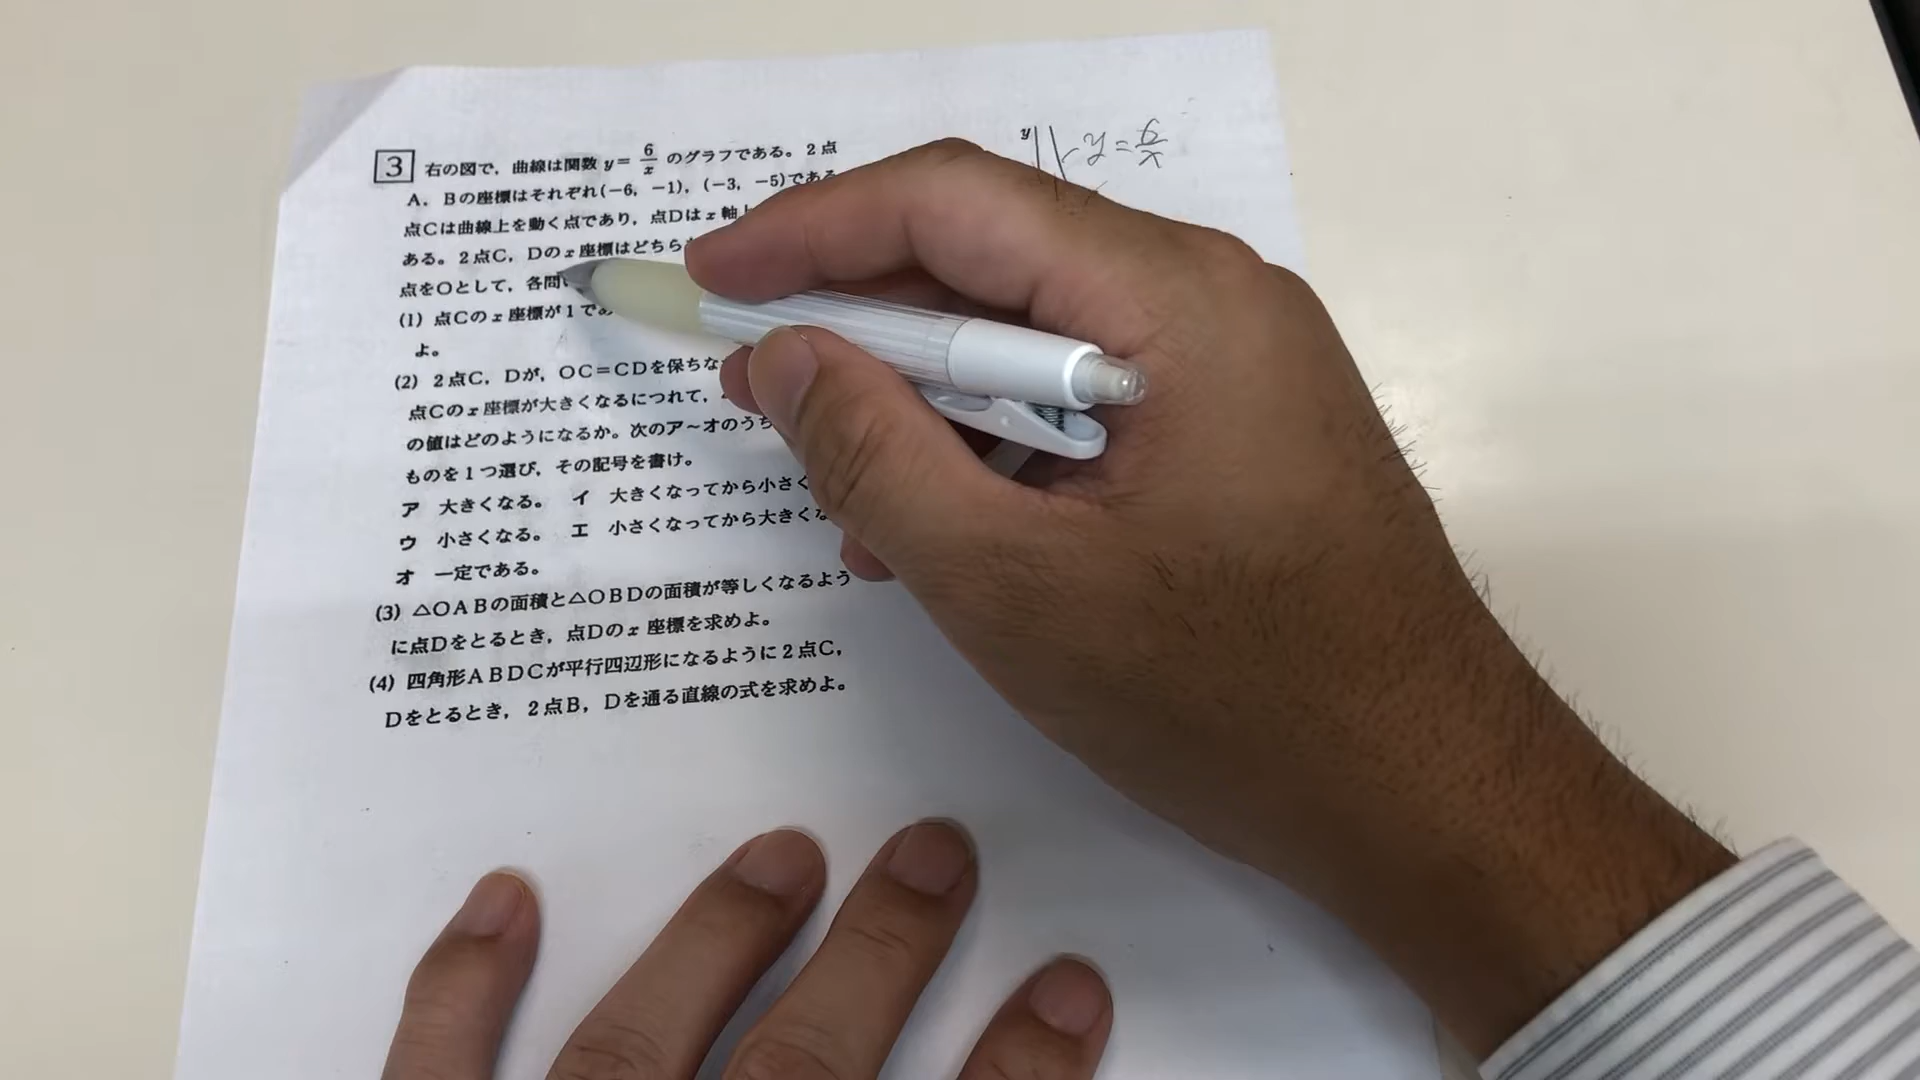 3 右の図で，曲線は関数 y＝6/x のグラフである。2点
A，Bの座標はそれぞれ(−6，−1)，(−3，−5)である
点Cは曲線上を動く点であり，点Dはx軸上
ある。2点C，Dのx座標はどちら
点をOとして，各問
(1) 点Cのx座標が1であ
よ。
(2) 2点C，Dが，OC＝CDを保ちな
点Cのx座標が大きくなるにつれて，
の値はどのようになるか。次のア～オのうち
ものを1つ選び，その記号を書け。
ア 大きくなる。 イ 大きくなってから小さく
ウ 小さくなる。 エ 小さくなってから大きくな
オ 一定である。
(3) △OABの面積と△OBDの面積が等しくなるよう
に点Dをとるとき，点Dのx座標を求めよ。
(4) 四角形ABDCが平行四辺形になるように2点C，
Dをとるとき，2点B，Dを通る直線の式を求めよ。
y
y＝6/x